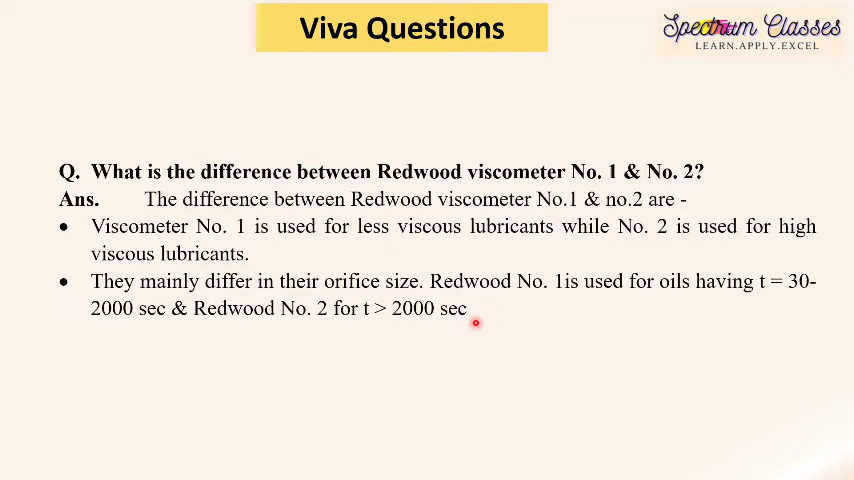 Viva Questions
Spectrum Classes
LEARN.APPLY.EXCEL
Q. What is the difference between Redwood viscometer No. 1 & No. 2?
Ans. The difference between Redwood viscometer No.1 & no.2 are -
• Viscometer No. 1 is used for less viscous lubricants while No. 2 is used for high
viscous lubricants.
• They mainly differ in their orifice size. Redwood No. 1is used for oils having t = 30-
2000 sec & Redwood No. 2 for t > 2000 sec